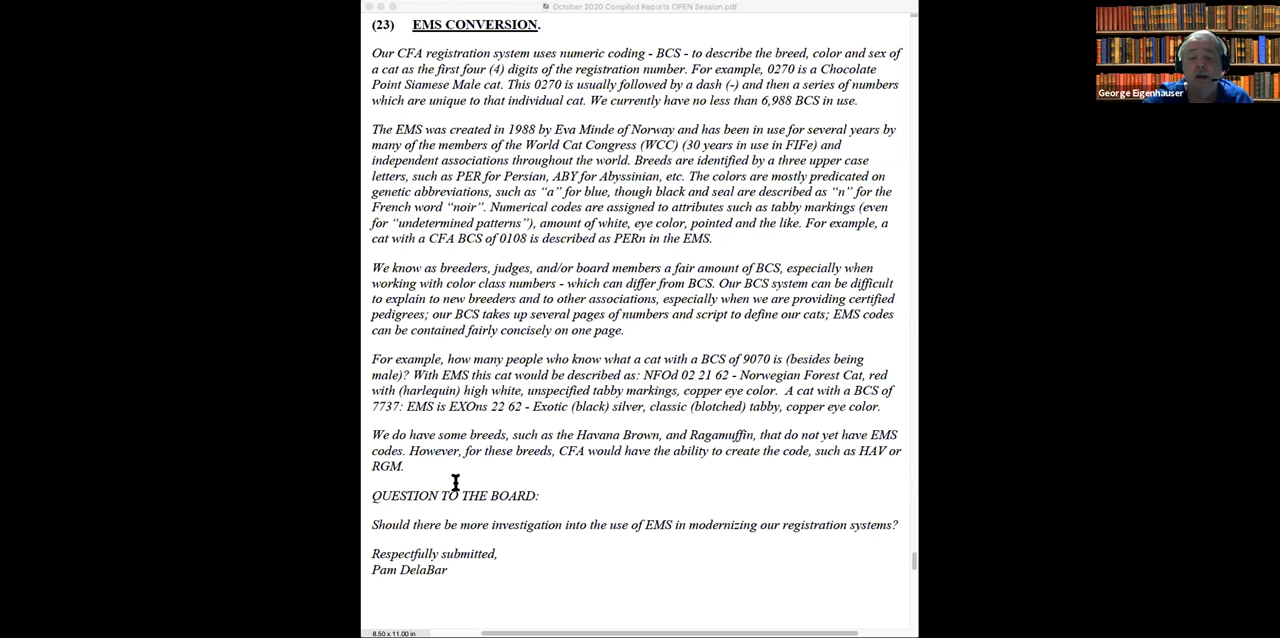 October 2020 Compiled Reports OPEN Session.pdf
(23) EMS CONVERSION.
Our CFA registration system uses numeric coding - BCS - to describe the breed, color and sex of
a cat as the first four (4) digits of the registration number. For example, 0270 is a Chocolate
Point Siamese Male cat. This 0270 is usually followed by a dash (-) and then a series of numbers
which are unique to that individual cat. We currently have no less than 6,988 BCS in use.
The EMS was created in 1988 by Eva Minde of Norway and has been in use for several years by
many of the members of the World Cat Congress (WCC) (30 years in use in FIFe) and
independent associations throughout the world. Breeds are identified by a three upper case
letters, such as PER for Persian, ABY for Abyssinian, etc. The colors are mostly predicated on
genetic abbreviations, such as “a” for blue, though black and seal are described as “n” for the
French word “noir”. Numerical codes are assigned to attributes such as tabby markings (even
for “undetermined patterns”), amount of white, eye color, pointed and the like. For example, a
cat with a CFA BCS of 0108 is described as PERn in the EMS.
We know as breeders, judges, and/or board members a fair amount of BCS, especially when
working with color class numbers - which can differ from BCS. Our BCS system can be difficult
to explain to new breeders and to other associations, especially when we are providing certified
pedigrees; our BCS takes up several pages of numbers and script to define our cats; EMS codes
can be contained fairly concisely on one page.
For example, how many people who know what a cat with a BCS of 9070 is (besides being
male)? With EMS this cat would be described as: NFOd 02 21 62 - Norwegian Forest Cat, red
with (harlequin) high white, unspecified tabby markings, copper eye color. A cat with a BCS of
7737: EMS is EXOns 22 62 - Exotic (black) silver, classic (blotched) tabby, copper eye color.
We do have some breeds, such as the Havana Brown, and Ragamuffin, that do not yet have EMS
codes. However, for these breeds, CFA would have the ability to create the code, such as HAV or
RGM.
QUESTION TO THE BOARD:
Should there be more investigation into the use of EMS in modernizing our registration systems?
Respectfully submitted,
Pam DelaBar
8.50 x 11.00 in
George Eigenhauser